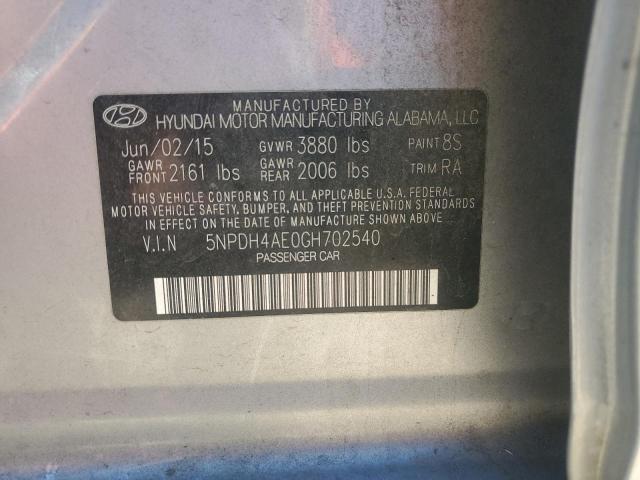 MANUFACTURED BY
HYUNDAI MOTOR MANUFACTURING ALABAMA, LLC
Jun/02/15 GVWR 3880 lbs PAINT 8S
GAWR FRONT 2161 lbs GAWR REAR 2006 lbs TRIM RA
THIS VEHICLE CONFORMS TO ALL APPLICABLE U.S.A. FEDERAL
MOTOR VEHICLE SAFETY, BUMPER, AND THEFT PREVENTION STANDARDS
IN EFFECT ON THE DATE OF MANUFACTURE SHOWN ABOVE.
V.I.N 5NPDH4AE0GH702540
PASSENGER CAR